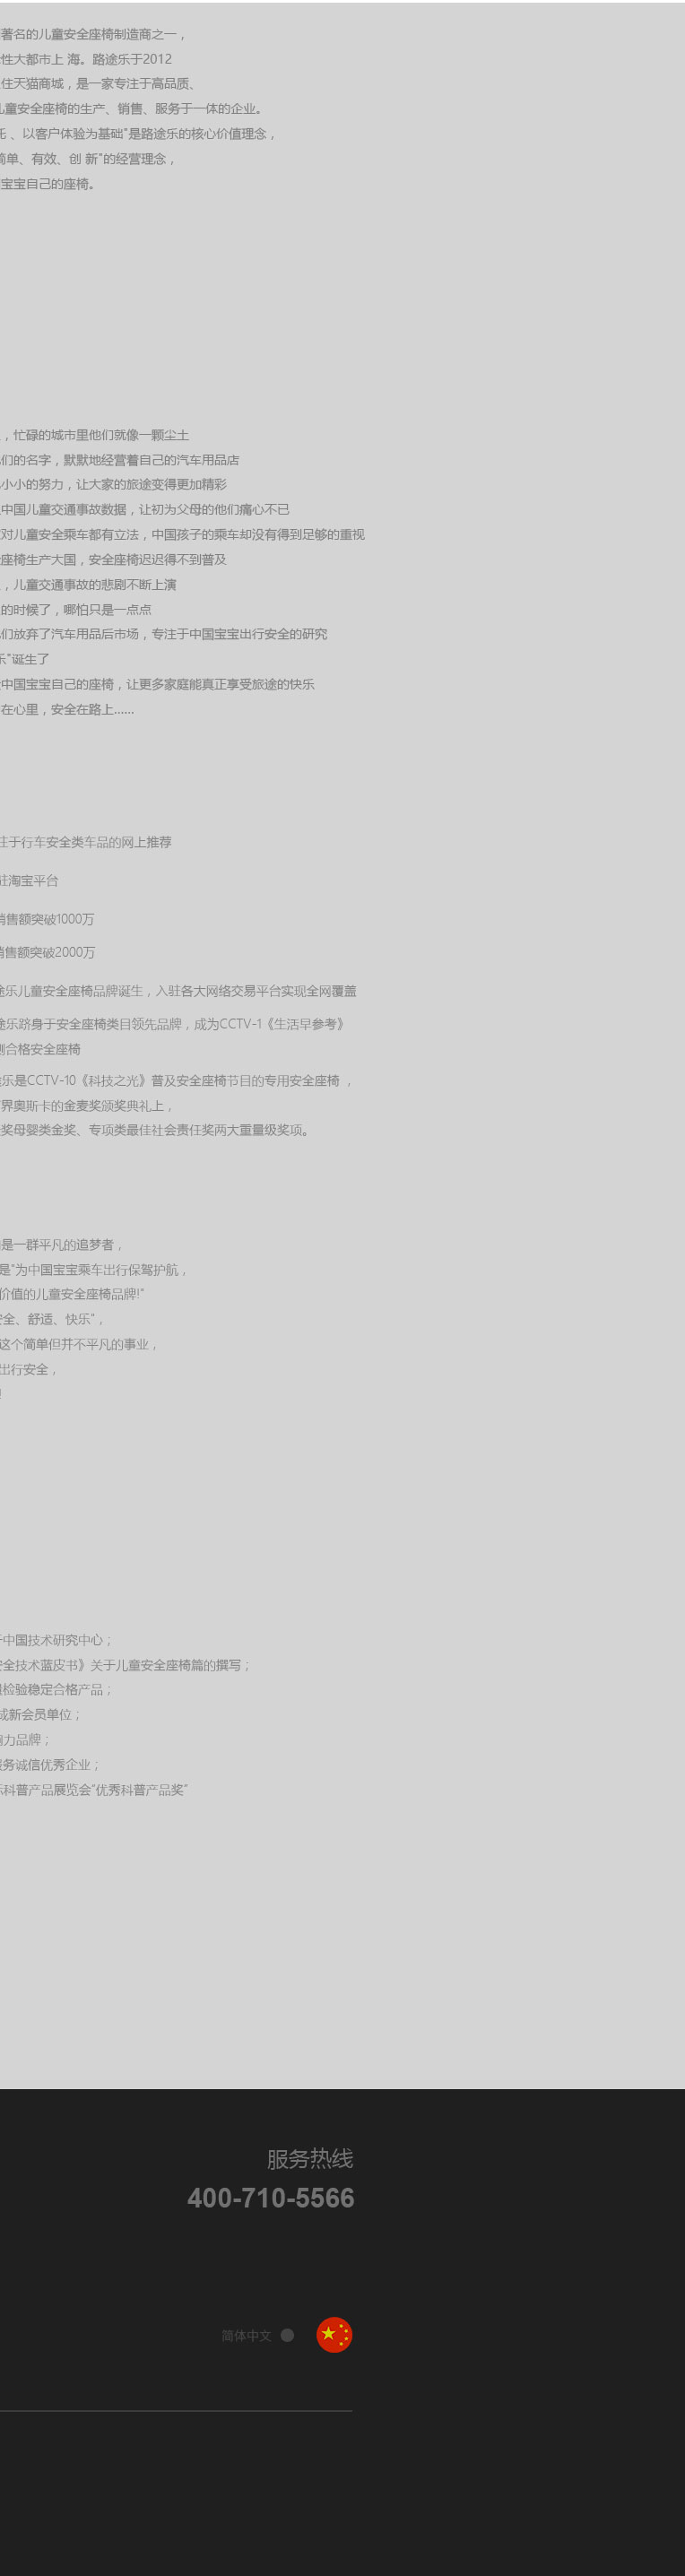 著名的儿童安全座椅制造商之一，
性大都市上 海。路途乐于2012
住天猫商城，是一家专注于高品质、
儿童安全座椅的生产、销售、服务于一体的企业。
、以客户体验为基础"是路途乐的核心价值理念，
简单、有效、创 新"的经营理念，
宝宝自己的座椅。
，忙碌的城市里他们就像一颗尘土
们的名字，默默地经营着自己的汽车用品店
小小的努力，让大家的旅途变得更加精彩
中国儿童交通事故数据，让初为父母的他们痛心不已
对儿童安全乘车都有立法，中国孩子的乘车却没有得到足够的重视
座椅生产大国，安全座椅迟迟得不到普及
，儿童交通事故的悲剧不断上演
的时候了，哪怕只是一点点
们放弃了汽车用品后市场，专注于中国宝宝出行安全的研究
乐"诞生了
中国宝宝自己的座椅，让更多家庭能真正享受旅途的快乐
在心里，安全在路上......
注于行车安全类车品的网上推荐
驻淘宝平台
销售额突破1000万
销售额突破2000万
途乐儿童安全座椅品牌诞生，入驻各大网络交易平台实现全网覆盖
途乐跻身于安全座椅类目领先品牌，成为CCTV-1《生活早参考》
测合格安全座椅
途乐是CCTV-10《科技之光》普及安全座椅节目的专用安全座椅 ，
界奥斯卡的金麦奖颁奖典礼上，
奖母婴类金奖、专项类最佳社会责任奖两大重量级奖项。
是一群平凡的追梦者，
是"为中国宝宝乘车出行保驾护航，
价值的儿童安全座椅品牌!"
安全、舒适、快乐"，
这个简单但并不平凡的事业，
出行安全，
!
中国技术研究中心；
安全技术蓝皮书》关于儿童安全座椅篇的撰写；
检验稳定合格产品；
成新会员单位；
响力品牌；
服务诚信优秀企业；
际科普产品展览会"优秀科普产品奖"
服务热线
400-710-5566
简体中文